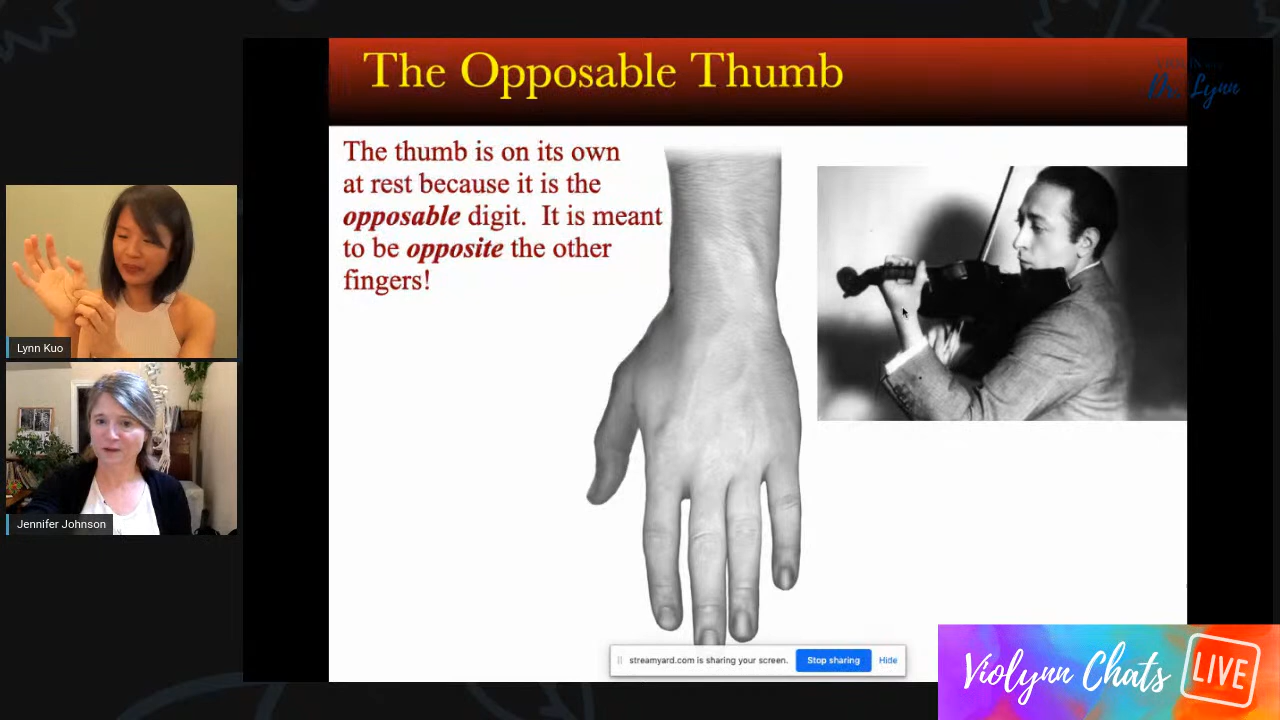 The Opposable Thumb
VIOLIN with
Dr. Lynn
The thumb is on its own
at rest because it is the
opposable digit. It is meant
to be opposite the other
fingers!
Lynn Kuo
Jennifer Johnson
streamyard.com is sharing your screen.
Stop sharing
Hide
Violynn Chats
LIVE